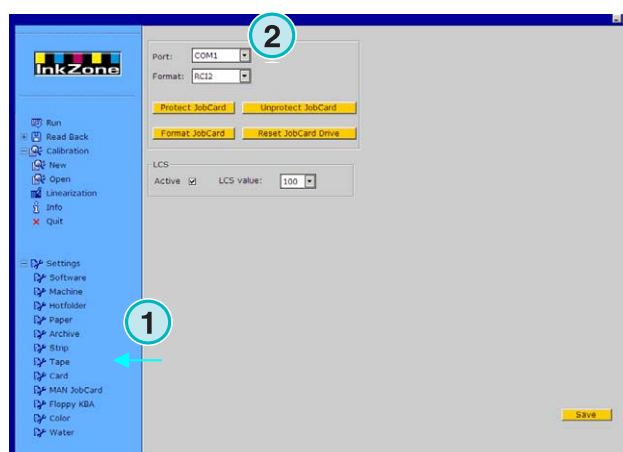 2
InkZone
Port: COM1
Format: RCI2
Protect JobCard Unprotect JobCard
Format JobCard Reset JobCard Drive
LCS
Active LCS value: 100
Run
Read Back
Calibration
New
Open
Linearization
Info
Quit
Settings
Software
Machine
Hotfolder
Paper
1
Archive
Strip
Tape
Card
MAN JobCard
Floppy KBA
Color
Water
Save